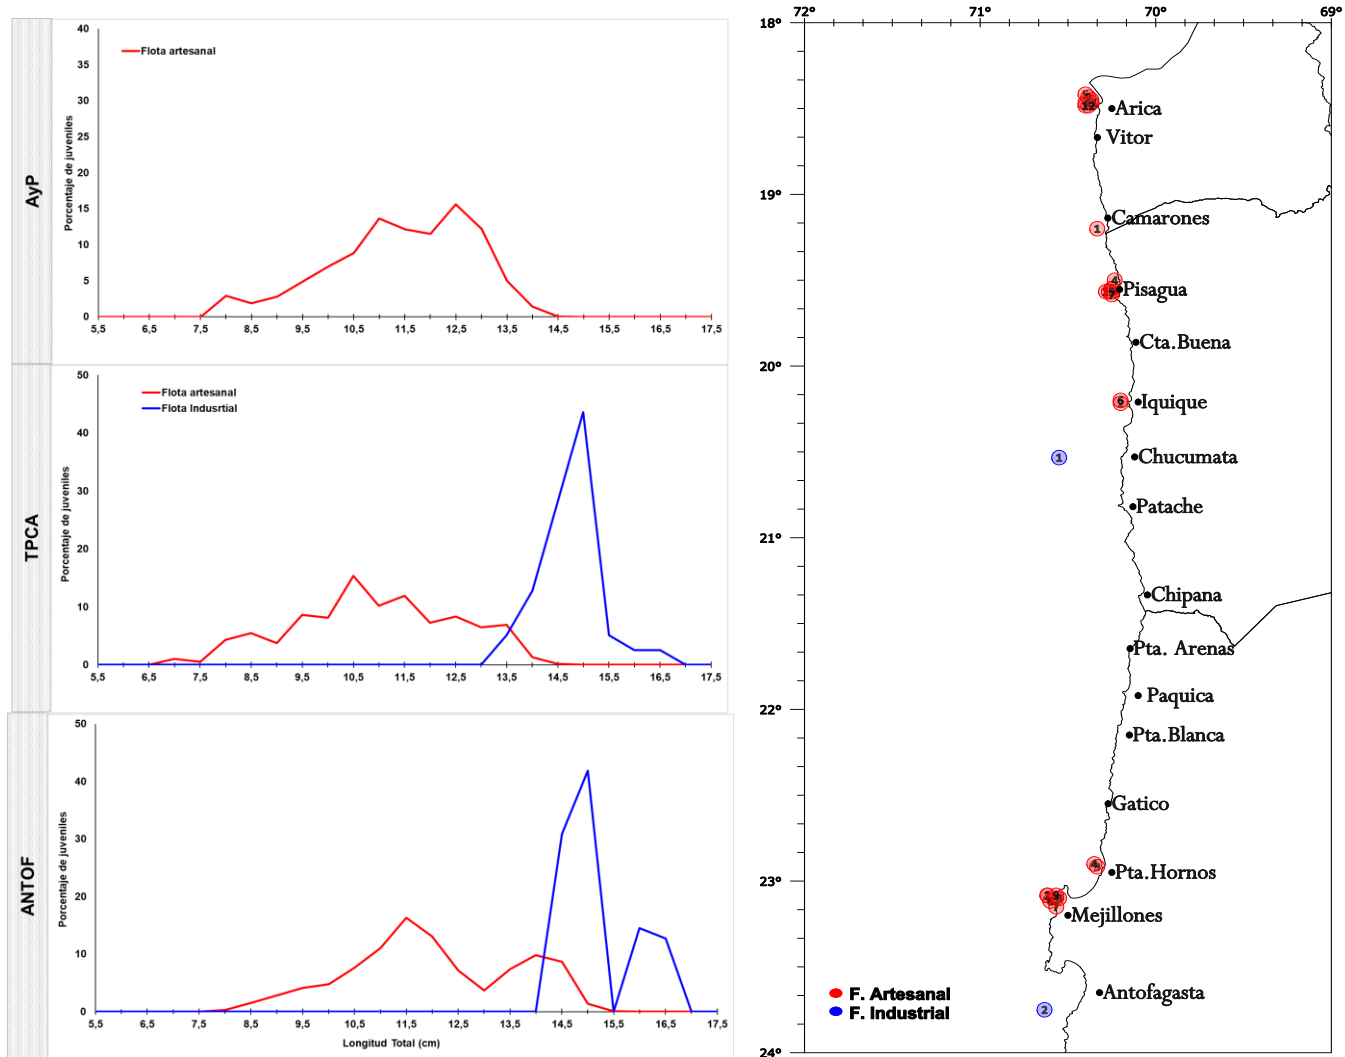 AyP
Porcentaje de juveniles
40
35
30
25
20
15
10
5
0
Flota artesanal
5,5 6,5 7,5 8,5 9,5 10,5 11,5 12,5 13,5 14,5 15,5 16,5 17,5
TPCA
Porcentaje de juveniles
50
40
30
20
10
0
Flota artesanal
Flota Indusrtial
5,5 6,5 7,5 8,5 9,5 10,5 11,5 12,5 13,5 14,5 15,5 16,5 17,5
ANTOF
Porcentaje de juveniles
50
40
30
20
10
0
5,5 6,5 7,5 8,5 9,5 10,5 11,5 12,5 13,5 14,5 15,5 16,5 17,5
Longitud Total (cm)
72° 71° 70° 69°
18°
12
Arica
Vitor
19°
Camarones
1
4
Pisagua
7
Cta.Buena
20°
6
Iquique
1
Chucumata
Patache
21°
Chipana
Pta. Arenas
Paquica
22°
Pta.Blanca
Gatico
4
Pta.Hornos
23°
9
7
Mejillones
Antofagasta
2
F. Artesanal
F. Industrial
24°